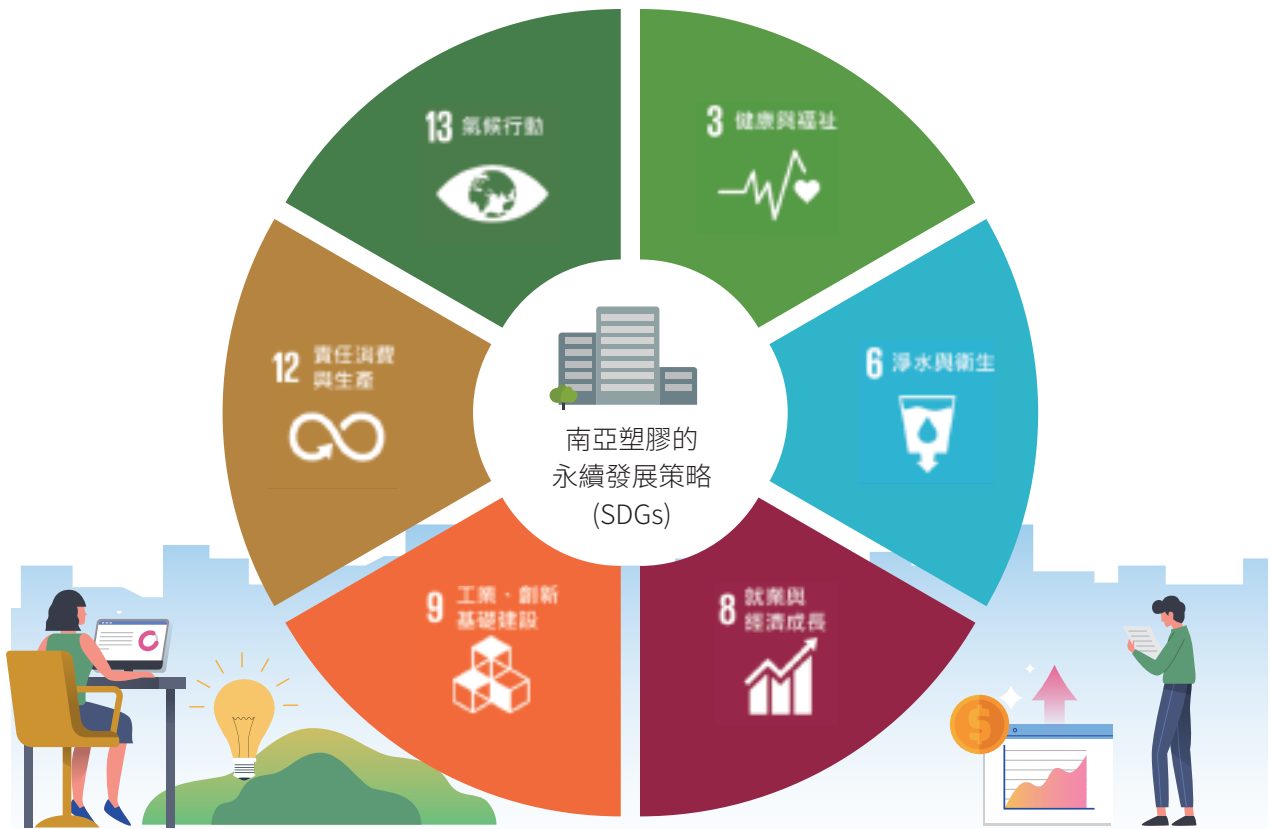 13 氣候行動
3 健康與福祉
12 責任消費
與生產
6 淨水與衛生
南亞塑膠的
永續發展策略
(SDGs)
9 工業、創新
基礎建設
8 就業與
經濟成長